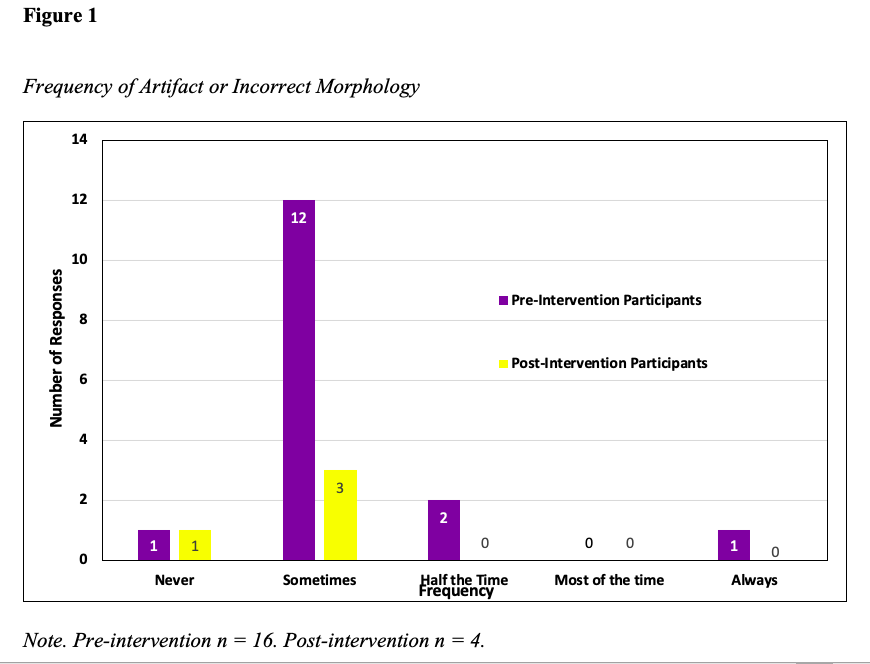 Figure 1
Frequency of Artifact or Incorrect Morphology
14
12
12
10
Number of Responses
Pre-Intervention Participants
8
Post-Intervention Participants
6
4
3
2
2
1
1
0
0
0
1
0
0
Never
Sometimes
Half the Time
Most of the time
Always
Frequency
Note. Pre-intervention n = 16. Post-intervention n = 4.